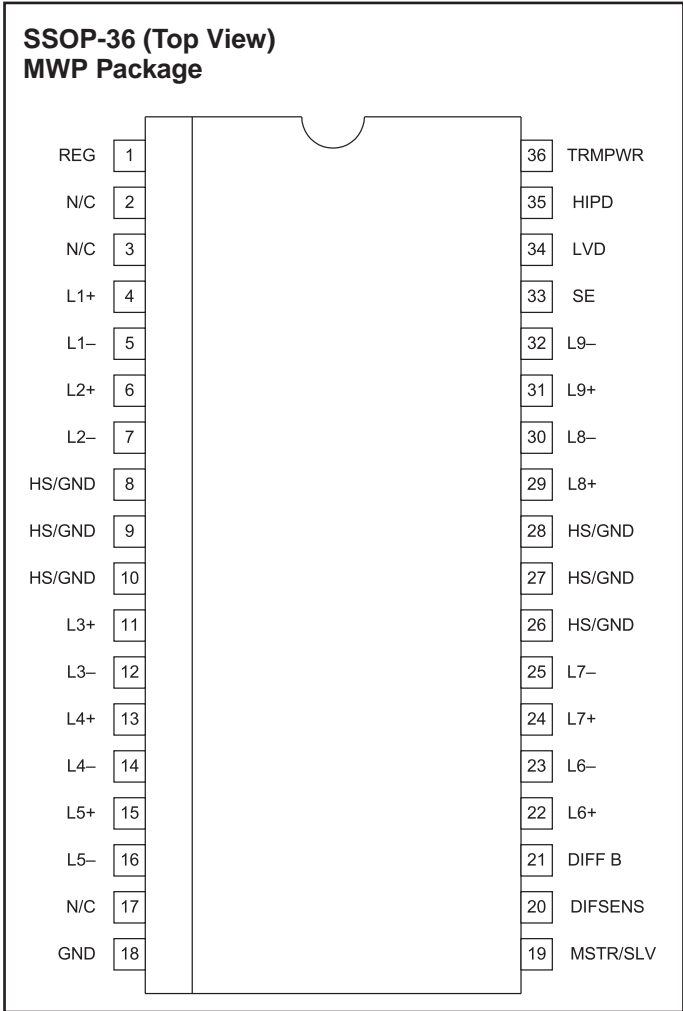 SSOP-36 (Top View)
MWP Package
REG 1 36 TRMPWR
N/C 2 35 HIPD
N/C 3 34 LVD
L1+ 4 33 SE
L1– 5 32 L9–
L2+ 6 31 L9+
L2– 7 30 L8–
HS/GND 8 29 L8+
HS/GND 9 28 HS/GND
HS/GND 10 27 HS/GND
L3+ 11 26 HS/GND
L3– 12 25 L7–
L4+ 13 24 L7+
L4– 14 23 L6–
L5+ 15 22 L6+
L5– 16 21 DIFF B
N/C 17 20 DIFSENS
GND 18 19 MSTR/SLV